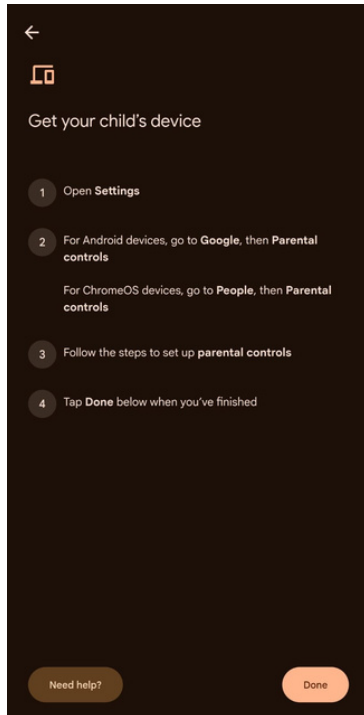 Get your child's device
1 Open Settings
2 For Android devices, go to Google, then Parental
controls
For ChromeOS devices, go to People, then Parental
controls
3 Follow the steps to set up parental controls
4 Tap Done below when you've finished
Need help? Done